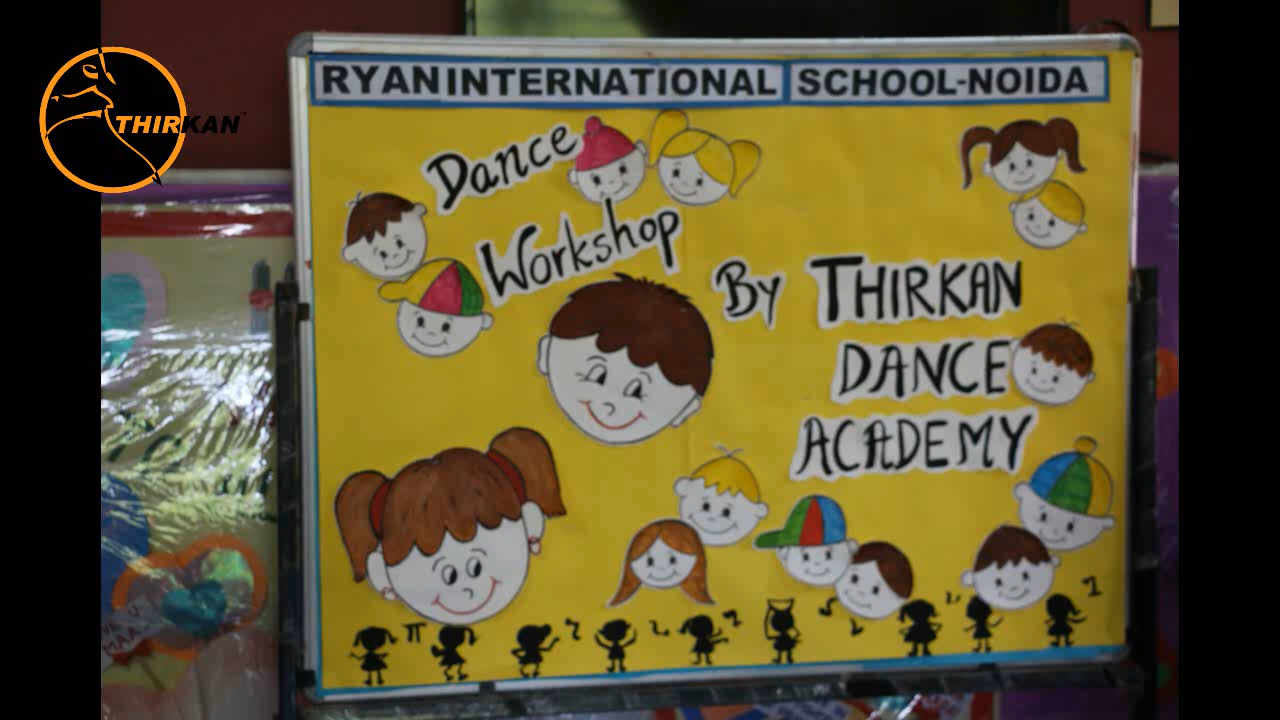 THIRKAN
RYAN INTERNATIONAL SCHOOL-NOIDA
Dance
Workshop
By THIRKAN
DANCE
ACADEMY